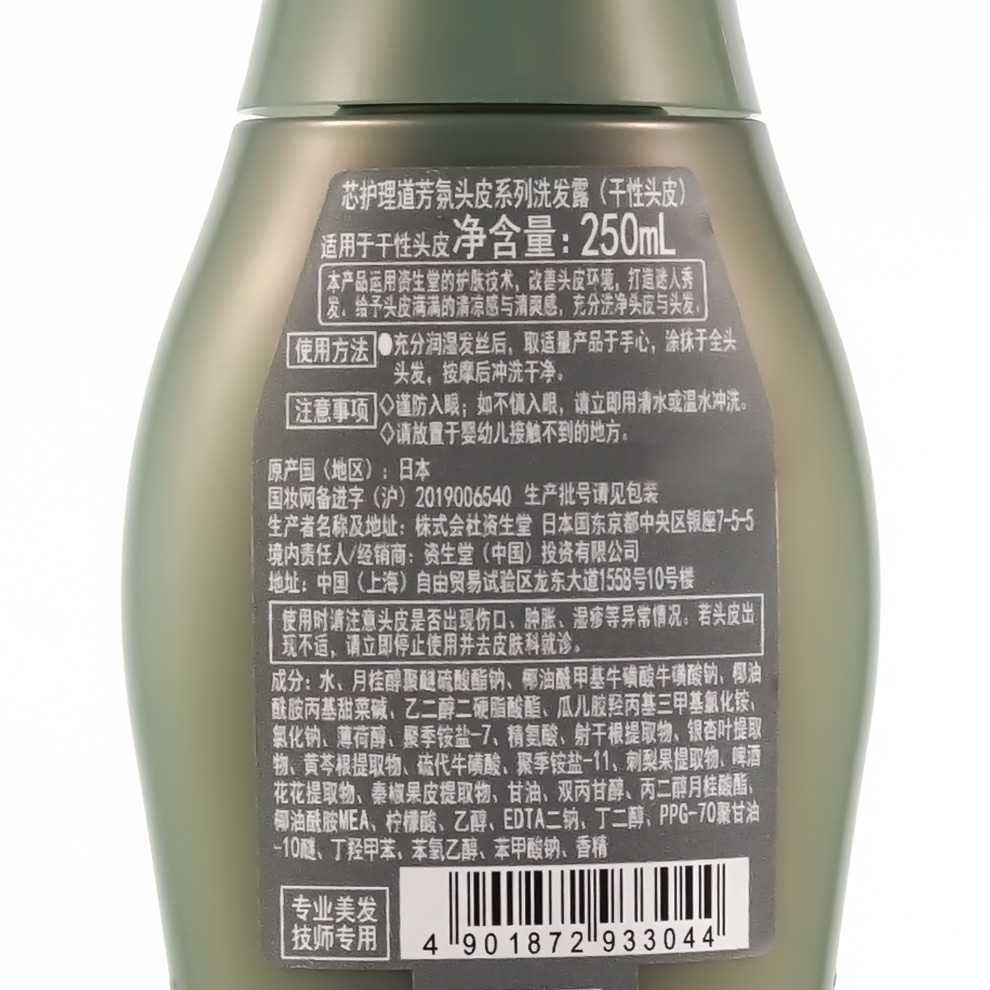 芯护理道芳氛头皮系列洗发露（干性头皮）
适用于干性头皮净含量：250mL
本产品运用资生堂的护肤技术，改善头皮环境，打造迷人秀
发。给予头皮满满的清凉感与清爽感，充分洗净头皮与头发。
使用方法 ●充分润湿发丝后，取适量产品于手心，涂抹于全头
头发，按摩后冲洗干净。
注意事项 ◇谨防入眼；如不慎入眼，请立即用清水或温水冲洗。
◇请放置于婴幼儿接触不到的地方。
原产国（地区）：日本
国妆网备进字（沪）2019006540 生产批号请见包装
生产者名称及地址：株式会社资生堂 日本国东京都中央区银座7-5-5
境内责任人/经销商：资生堂（中国）投资有限公司
地址：中国（上海）自由贸易试验区龙东大道1558号10号楼
使用时请注意头皮是否出现伤口、肿胀、湿疹等异常情况。若头皮出
现不适，请立即停止使用并去皮肤科就诊。
成分：水、月桂醇聚醚硫酸酯钠、椰油酰甲基牛磺酸牛磺酸钠、椰油
酰胺丙基甜菜碱、乙二醇二硬脂酸酯、瓜儿胶羟丙基三甲基氯化铵、
氯化钠、薄荷醇、聚季铵盐-7、精氨酸、射干根提取物、银杏叶提取
物、黄芩根提取物、硫代牛磺酸、聚季铵盐-11、刺梨果提取物、啤酒
花花提取物、秦椒果皮提取物、甘油、双丙甘醇、丙二醇月桂酸酯、
椰油酰胺MEA、柠檬酸、乙醇、EDTA二钠、丁二醇、PPG-70聚甘油
-10醚、丁羟甲苯、苯氧乙醇、苯甲酸钠、香精
专业美发
技师专用
4 901872 933044